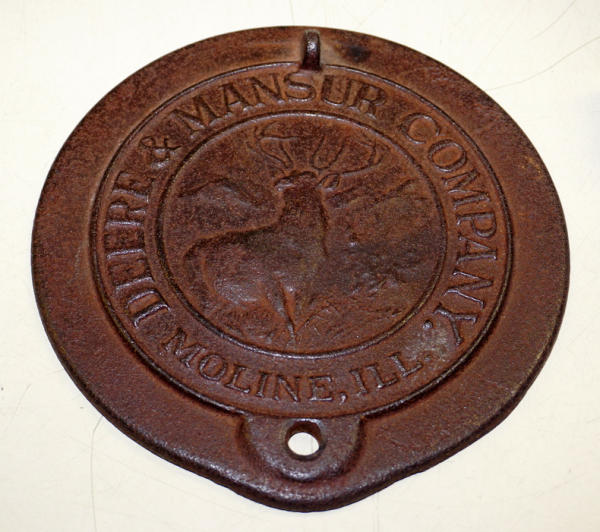 DEERE & MANSUR COMPANY.
MOLINE, ILL.